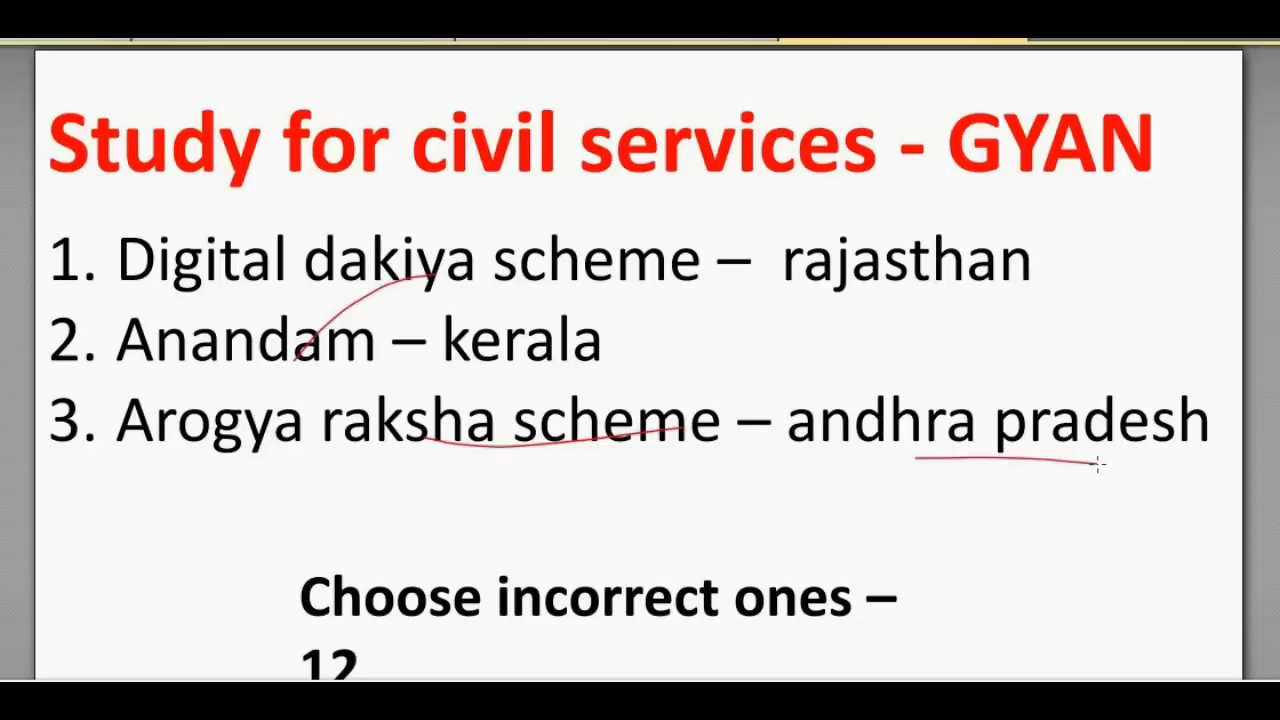 Study for civil services - GYAN
1. Digital dakiya scheme – rajasthan
2. Anandam – kerala
3. Arogya raksha scheme – andhra pradesh
Choose incorrect ones –
12